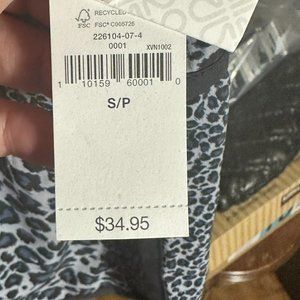 RECYCLED
FSC
FSC® C005725
226104-07-4
0001 XVN1002
1 10159 60001 0
S/P
$34.95